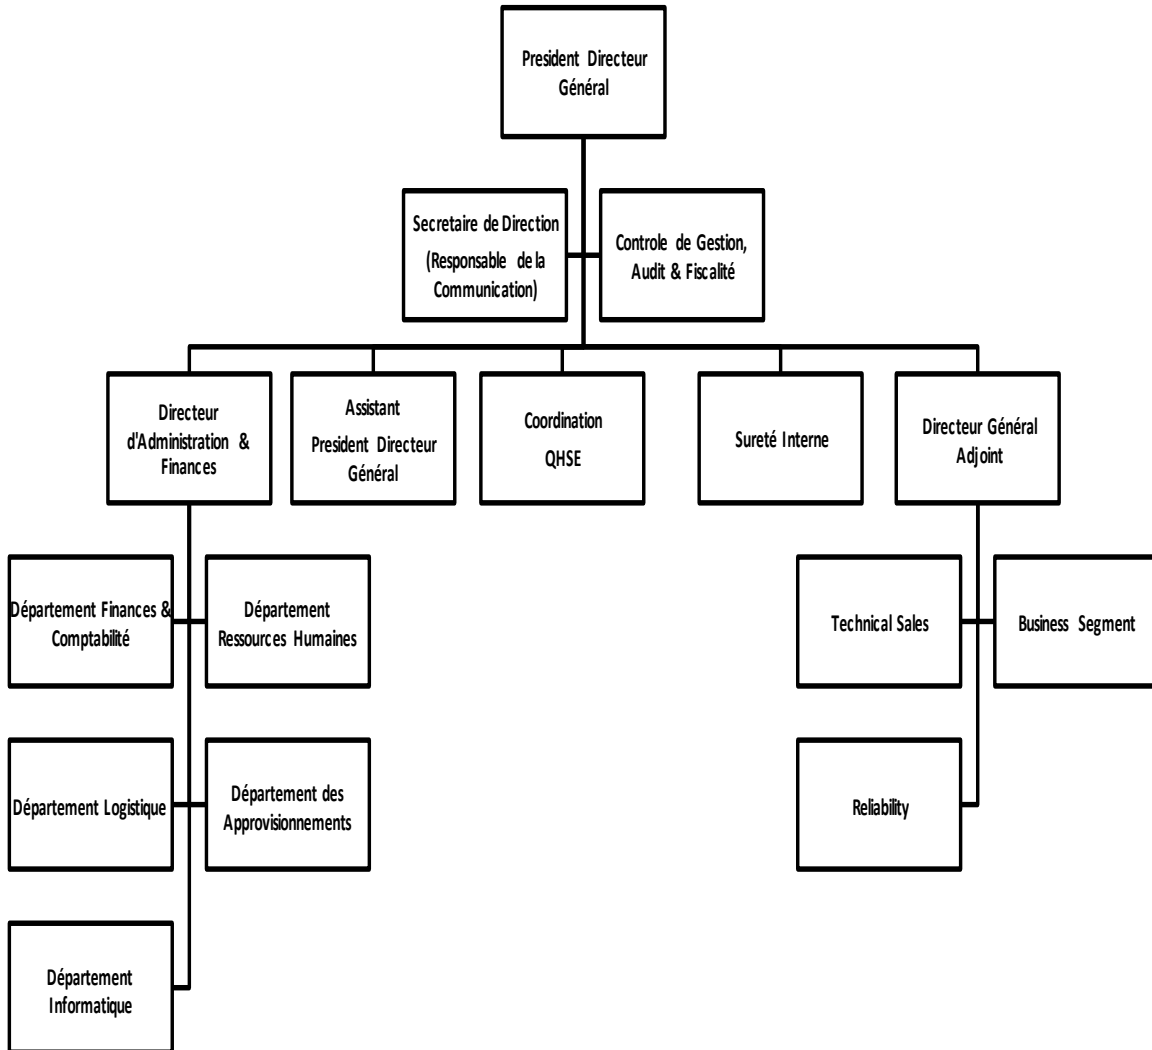 President Directeur
Général
Secretaire de Direction
(Responsable de la
Communication)
Controle de Gestion,
Audit & Fiscalité
Directeur
d'Administration &
Finances
Assistant
President Directeur
Général
Coordination
QHSE
Sureté Interne
Directeur Général
Adjoint
Département Finances &
Comptabilité
Département
Ressources Humaines
Technical Sales
Business Segment
Département Logistique
Département des
Approvisionnements
Reliability
Département
Informatique